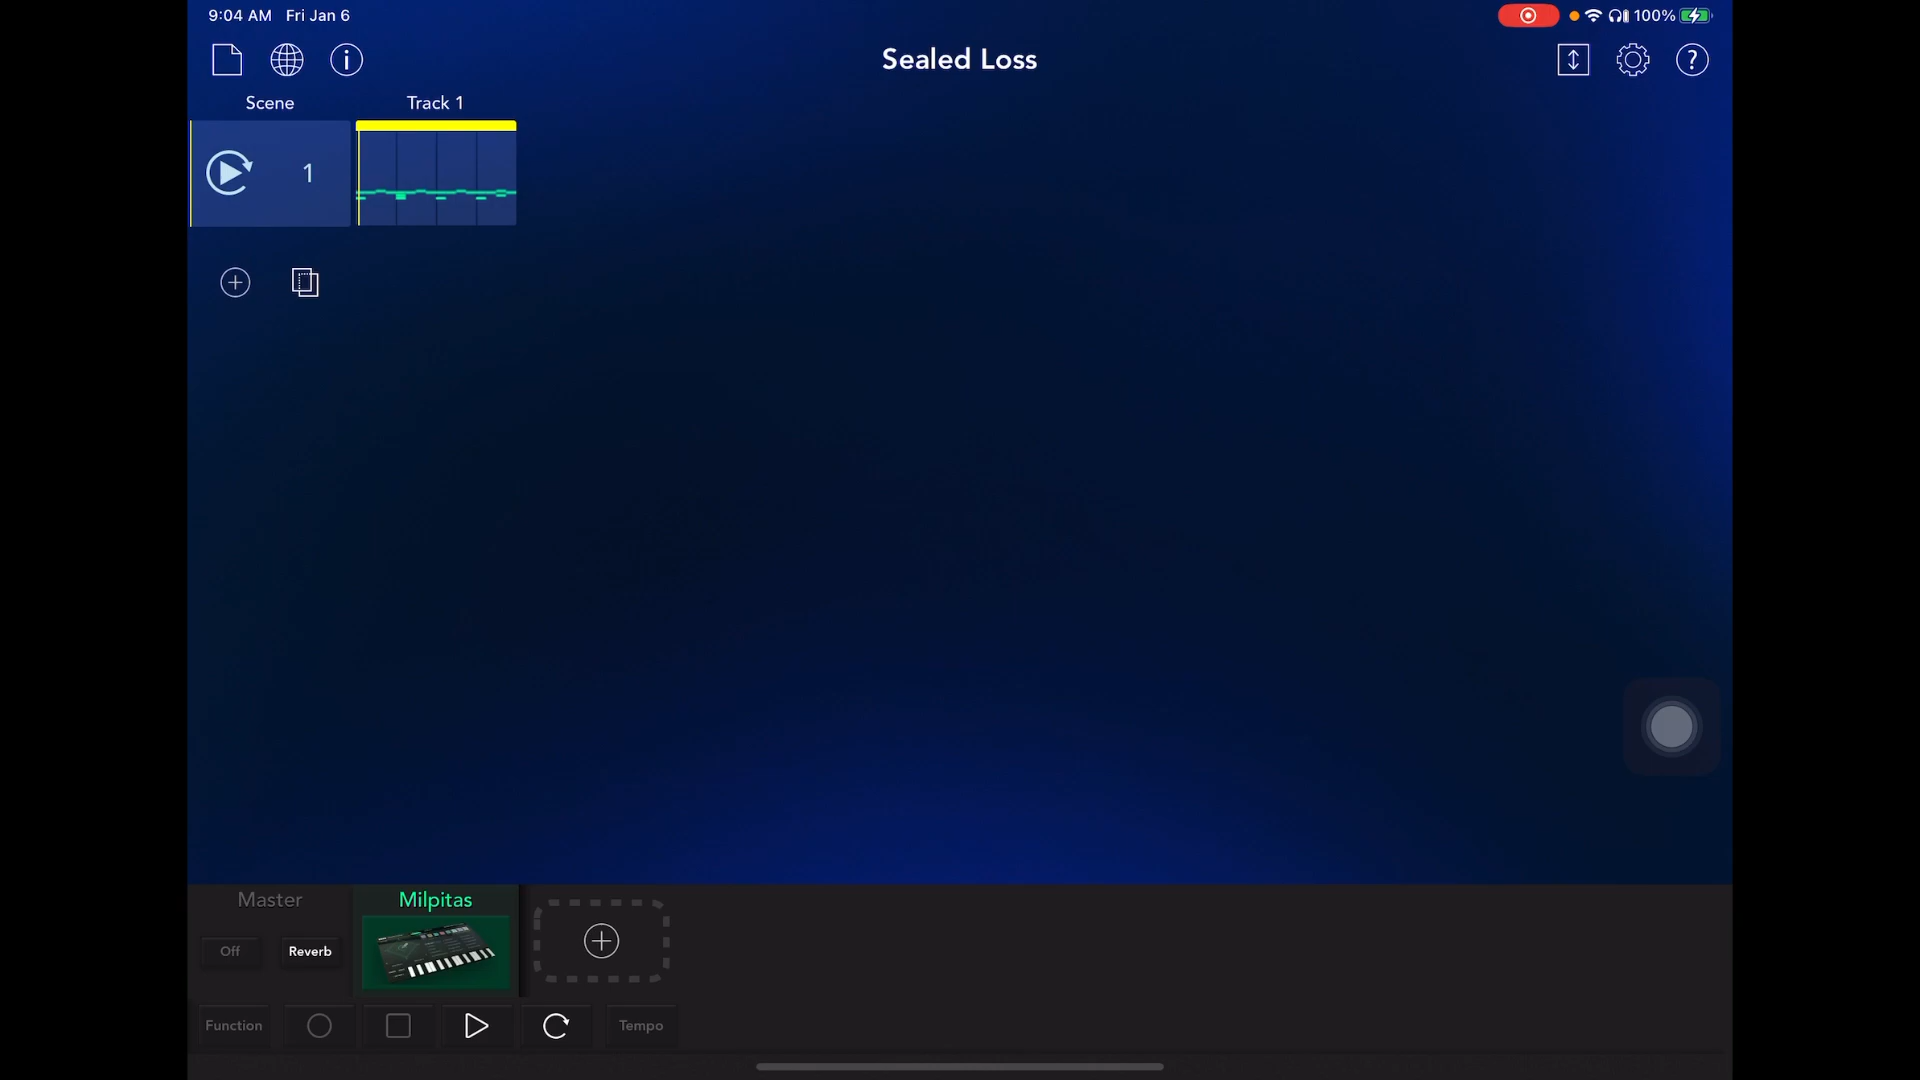 9:04 AM Fri Jan 6
100%
Sealed Loss
Scene
Track 1
1
Master
Milpitas
Off
Reverb
Function
Tempo